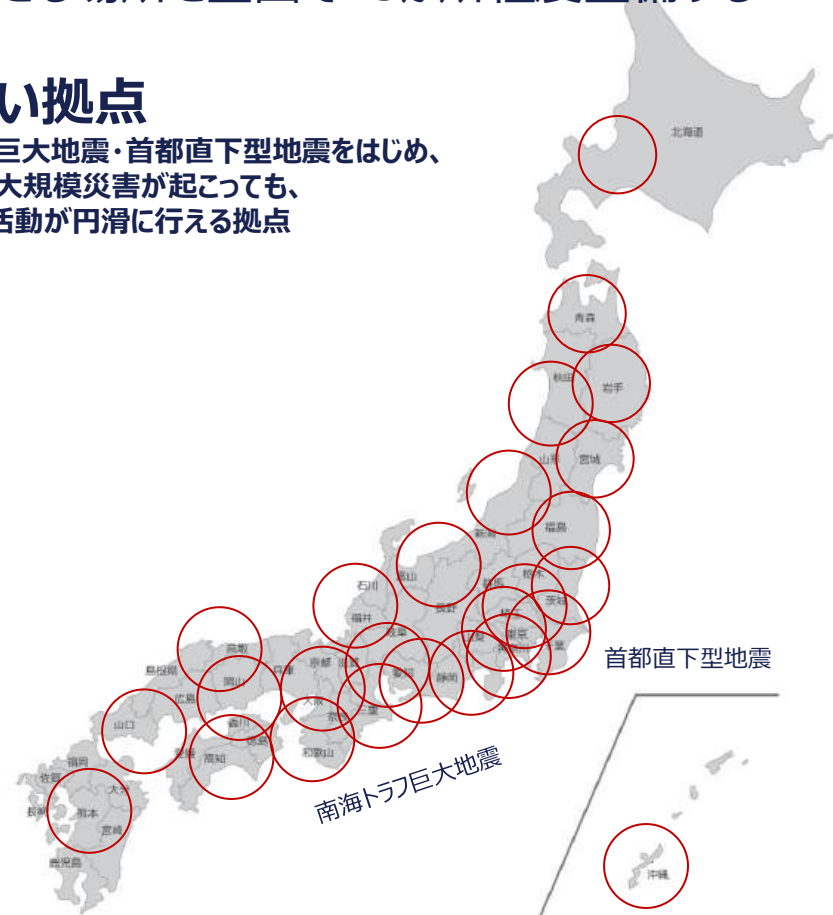 い拠点
巨大地震・首都直下型地震をはじめ、
大規模災害が起こっても、
活動が円滑に行える拠点
北海道
青森
秋田
岩手
山形
宮城
新潟
福島
石川
富山
群馬
栃木
福井
長野
茨城
岐阜
埼玉
山梨
東京
千葉
神奈川
鳥取
島根県
兵庫
京都
滋賀
愛知
静岡
岡山
広島
大阪
奈良
三重
山口
香川
徳島
愛媛
高知
和歌山
福岡
佐賀
大分
長崎
熊本
宮崎
鹿児島
首都直下型地震
南海トラフ巨大地震
沖縄